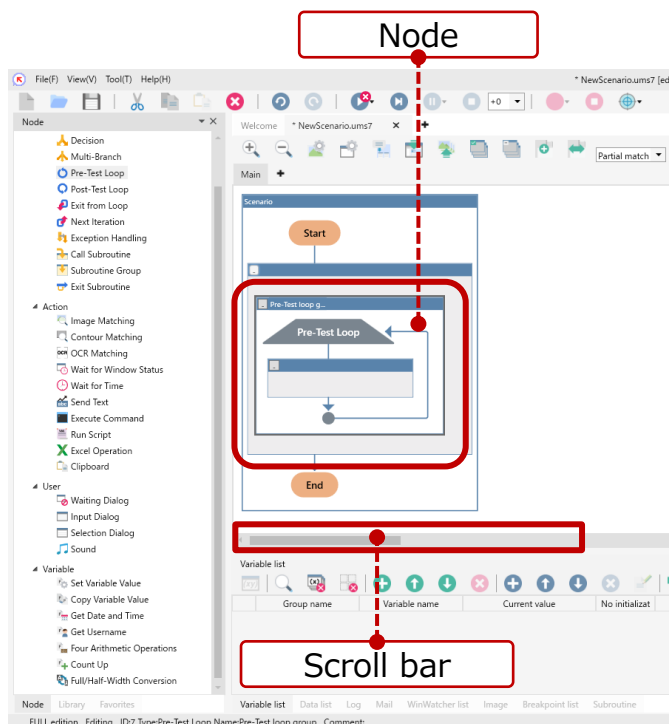 Node
File(F) View(V) Tool(T) Help(H)
* NewScenario.ums7 [ed
+0
Node
Welcome * NewScenario.ums7
Partial match
Main
Decision
Multi-Branch
Pre-Test Loop
Post-Test Loop
Exit from Loop
Next Iteration
Exception Handling
Call Subroutine
Subroutine Group
Exit Subroutine
Action
Image Matching
Contour Matching
OCR OCR Matching
Wait for Window Status
Wait for Time
Send Text
Execute Command
Run Script
Excel Operation
Clipboard
User
Waiting Dialog
Input Dialog
Selection Dialog
Sound
Variable
Set Variable Value
Copy Variable Value
Get Date and Time
Get Username
Four Arithmetic Operations
Count Up
Full/Half-Width Conversion
Node Library Favorites
Scenario
Start
Pre-Test loop g...
Pre-Test Loop
End
Variable list
Group name Variable name Current value No initializat
Scroll bar
Variable list Data list Log Mail WinWatcher list Image Breakpoint list Subroutine
FULL edition Editing ID:7 Type:Pre-Test Loop Name:Pre-Test loop group Comment: